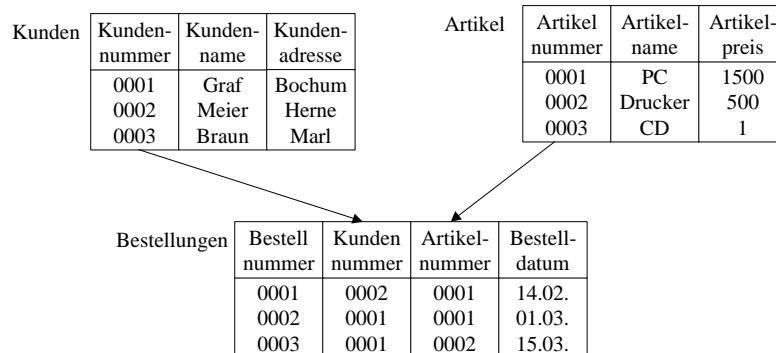 Kunden
Kunden- Kunden- Kunden-
nummer name adresse
0001 Graf Bochum
0002 Meier Herne
0003 Braun Marl
Artikel
Artikel Artikel- Artikel-
nummer name preis
0001 PC 1500
0002 Drucker 500
0003 CD 1
Bestellungen
Bestell Kunden Artikel- Bestell-
nummer nummer nummer datum
0001 0002 0001 14.02.
0002 0001 0001 01.03.
0003 0001 0002 15.03.